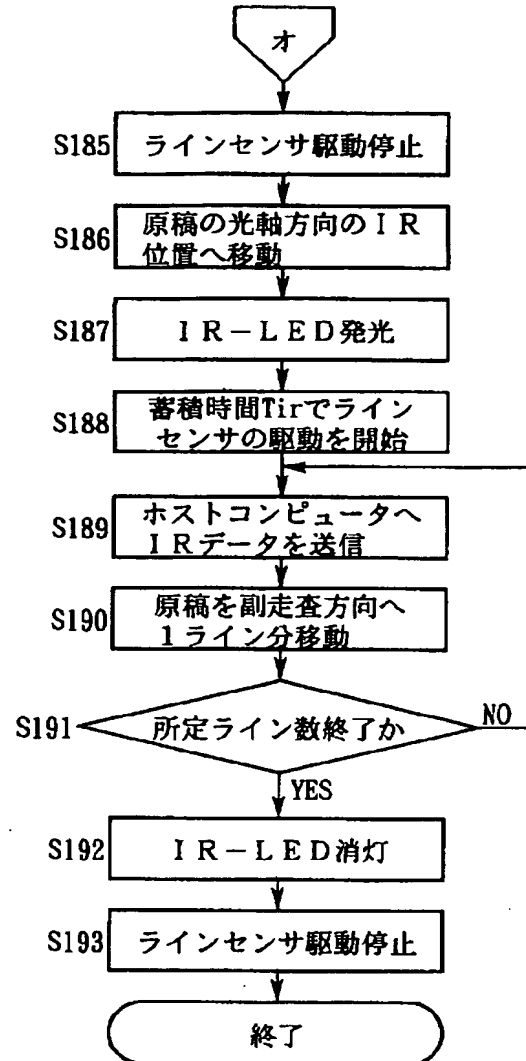 オ
S185
ラインセンサ駆動停止
S186
原稿の光軸方向のIR
位置へ移動
S187
IR-LED発光
S188
蓄積時間Tirでライン
センサの駆動を開始
S189
ホストコンピュータへ
IRデータを送信
S190
原稿を副走査方向へ
1ライン分移動
S191
所定ライン数終了か
NO
YES
S192
IR-LED消灯
S193
ラインセンサ駆動停止
終了